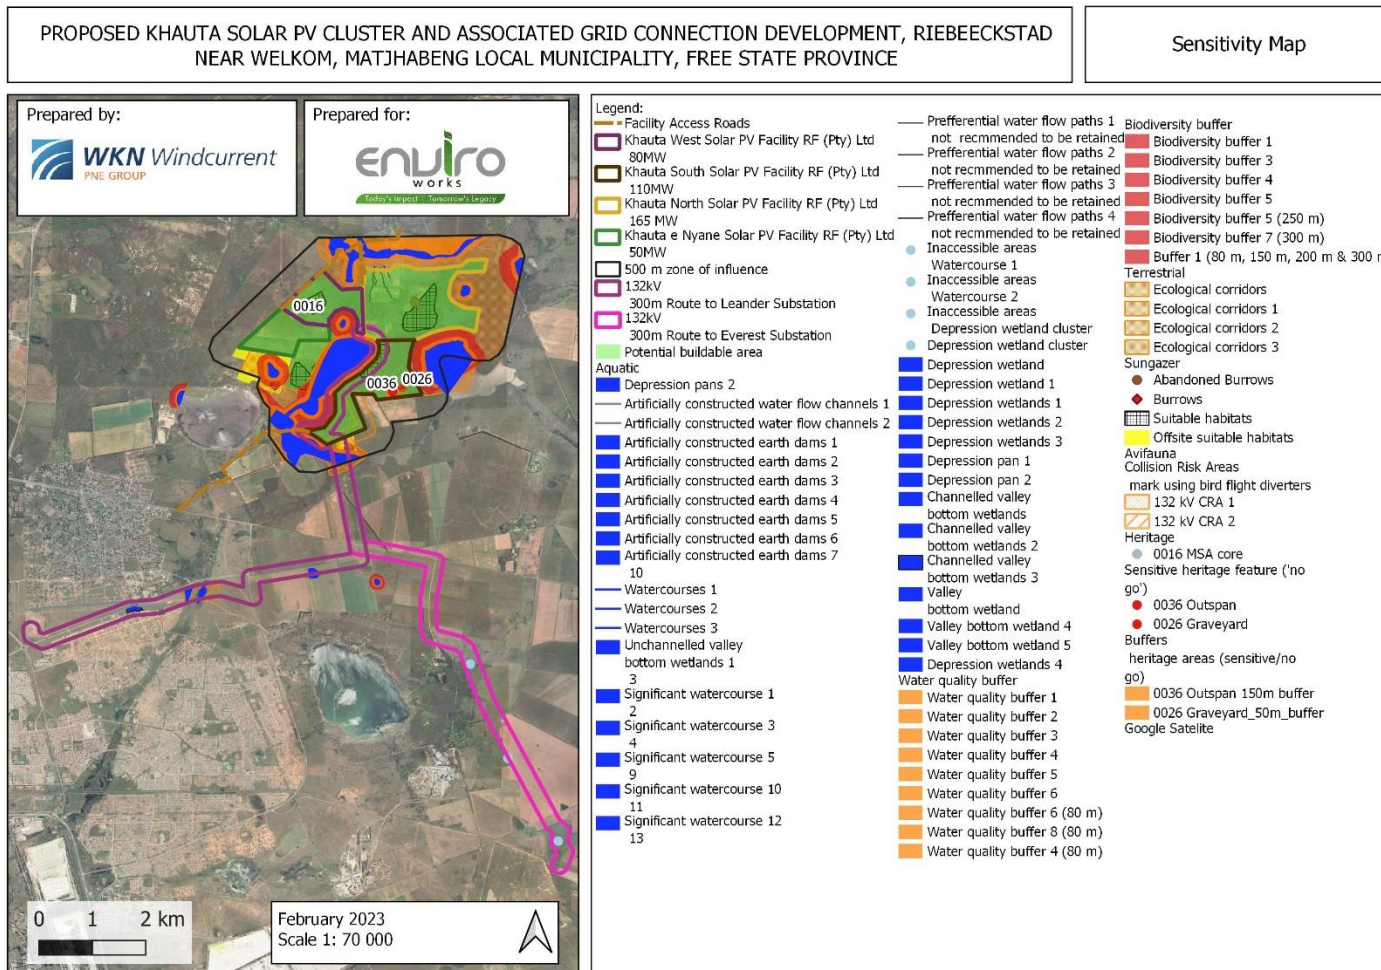 PROPOSED KHAUTA SOLAR PV CLUSTER AND ASSOCIATED GRID CONNECTION DEVELOPMENT, RIEBEECKSTAD
NEAR WELKOM, MATJHABENG LOCAL MUNICIPALITY, FREE STATE PROVINCE
Sensitivity Map
Prepared by:
WKN Windcurrent
PNE GROUP
Prepared for:
enviro
works
Today's Impact | Tomorrow's Legacy
0016
0036
0026
0 1 2 km
February 2023
Scale 1: 70 000
Legend:
Facility Access Roads
Khauta West Solar PV Facility RF (Pty) Ltd
80MW
Khauta South Solar PV Facility RF (Pty) Ltd
110MW
Khauta North Solar PV Facility RF (Pty) Ltd
165 MW
Khauta e Nyane Solar PV Facility RF (Pty) Ltd
50MW
500 m zone of influence
132kV
300m Route to Leander Substation
132kV
300m Route to Everest Substation
Potential buildable area
Aquatic
Depression pans 2
Artificially constructed water flow channels 1
Artificially constructed water flow channels 2
Artificially constructed earth dams 1
Artificially constructed earth dams 2
Artificially constructed earth dams 3
Artificially constructed earth dams 4
Artificially constructed earth dams 5
Artificially constructed earth dams 6
Artificially constructed earth dams 7
10
Watercourses 1
Watercourses 2
Watercourses 3
Unchannelled valley
bottom wetlands 1
3
Significant watercourse 1
2
Significant watercourse 3
4
Significant watercourse 5
9
Significant watercourse 10
11
Significant watercourse 12
13
Prefferential water flow paths 1
not recmmended to be retained
Prefferential water flow paths 2
not recmmended to be retained
Prefferential water flow paths 3
not recmmended to be retained
Prefferential water flow paths 4
not recmmended to be retained
Inaccessible areas
Watercourse 1
Inaccessible areas
Watercourse 2
Inaccessible areas
Depression wetland cluster
Depression wetland cluster
Depression wetland
Depression wetland 1
Depression wetlands 1
Depression wetlands 2
Depression wetlands 3
Depression pan 1
Depression pan 2
Channelled valley
bottom wetlands
Channelled valley
bottom wetlands 2
Channelled valley
bottom wetlands 3
Valley
bottom wetland
Valley bottom wetland 4
Valley bottom wetland 5
Depression wetlands 4
Water quality buffer
Water quality buffer 1
Water quality buffer 2
Water quality buffer 3
Water quality buffer 4
Water quality buffer 5
Water quality buffer 6
Water quality buffer 6 (80 m)
Water quality buffer 8 (80 m)
Water quality buffer 4 (80 m)
Biodiversity buffer
Biodiversity buffer 1
Biodiversity buffer 3
Biodiversity buffer 4
Biodiversity buffer 5
Biodiversity buffer 5 (250 m)
Biodiversity buffer 7 (300 m)
Buffer 1 (80 m, 150 m, 200 m & 300 m
Terrestrial
Ecological corridors
Ecological corridors 1
Ecological corridors 2
Ecological corridors 3
Sungazer
Abandoned Burrows
Burrows
Suitable habitats
Offsite suitable habitats
Avifauna
Collision Risk Areas
mark using bird flight diverters
132 kV CRA 1
132 kV CRA 2
Heritage
0016 MSA core
Sensitive heritage feature ('no
go')
0036 Outspan
0026 Graveyard
Buffers
heritage areas (sensitive/no
go)
0036 Outspan 150m buffer
0026 Graveyard_50m_buffer
Google Satelite